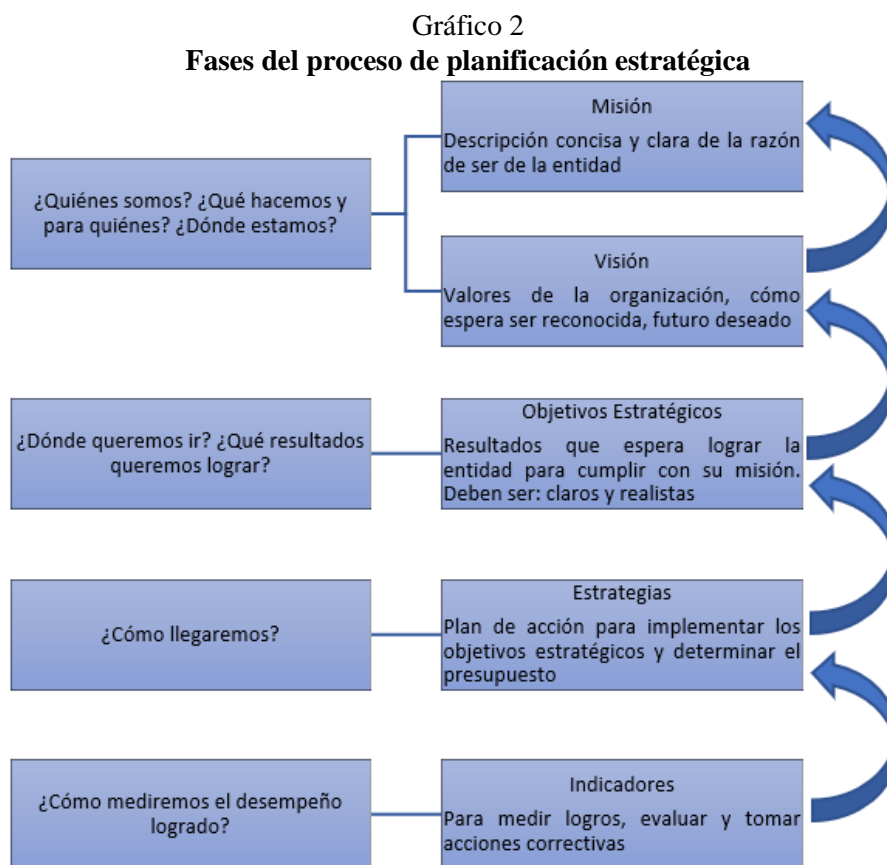 Gráfico 2
Fases del proceso de planificación estratégica
¿Quiénes somos? ¿Qué hacemos y
para quiénes? ¿Dónde estamos?
Misión
Descripción concisa y clara de la razón
de ser de la entidad
Visión
Valores de la organización, cómo
espera ser reconocida, futuro deseado
¿Dónde queremos ir? ¿Qué resultados
queremos lograr?
Objetivos Estratégicos
Resultados que espera lograr la
entidad para cumplir con su misión.
Deben ser: claros y realistas
¿Cómo llegaremos?
Estrategias
Plan de acción para implementar los
objetivos estratégicos y determinar el
presupuesto
¿Cómo mediremos el desempeño
logrado?
Indicadores
Para medir logros, evaluar y tomar
acciones correctivas